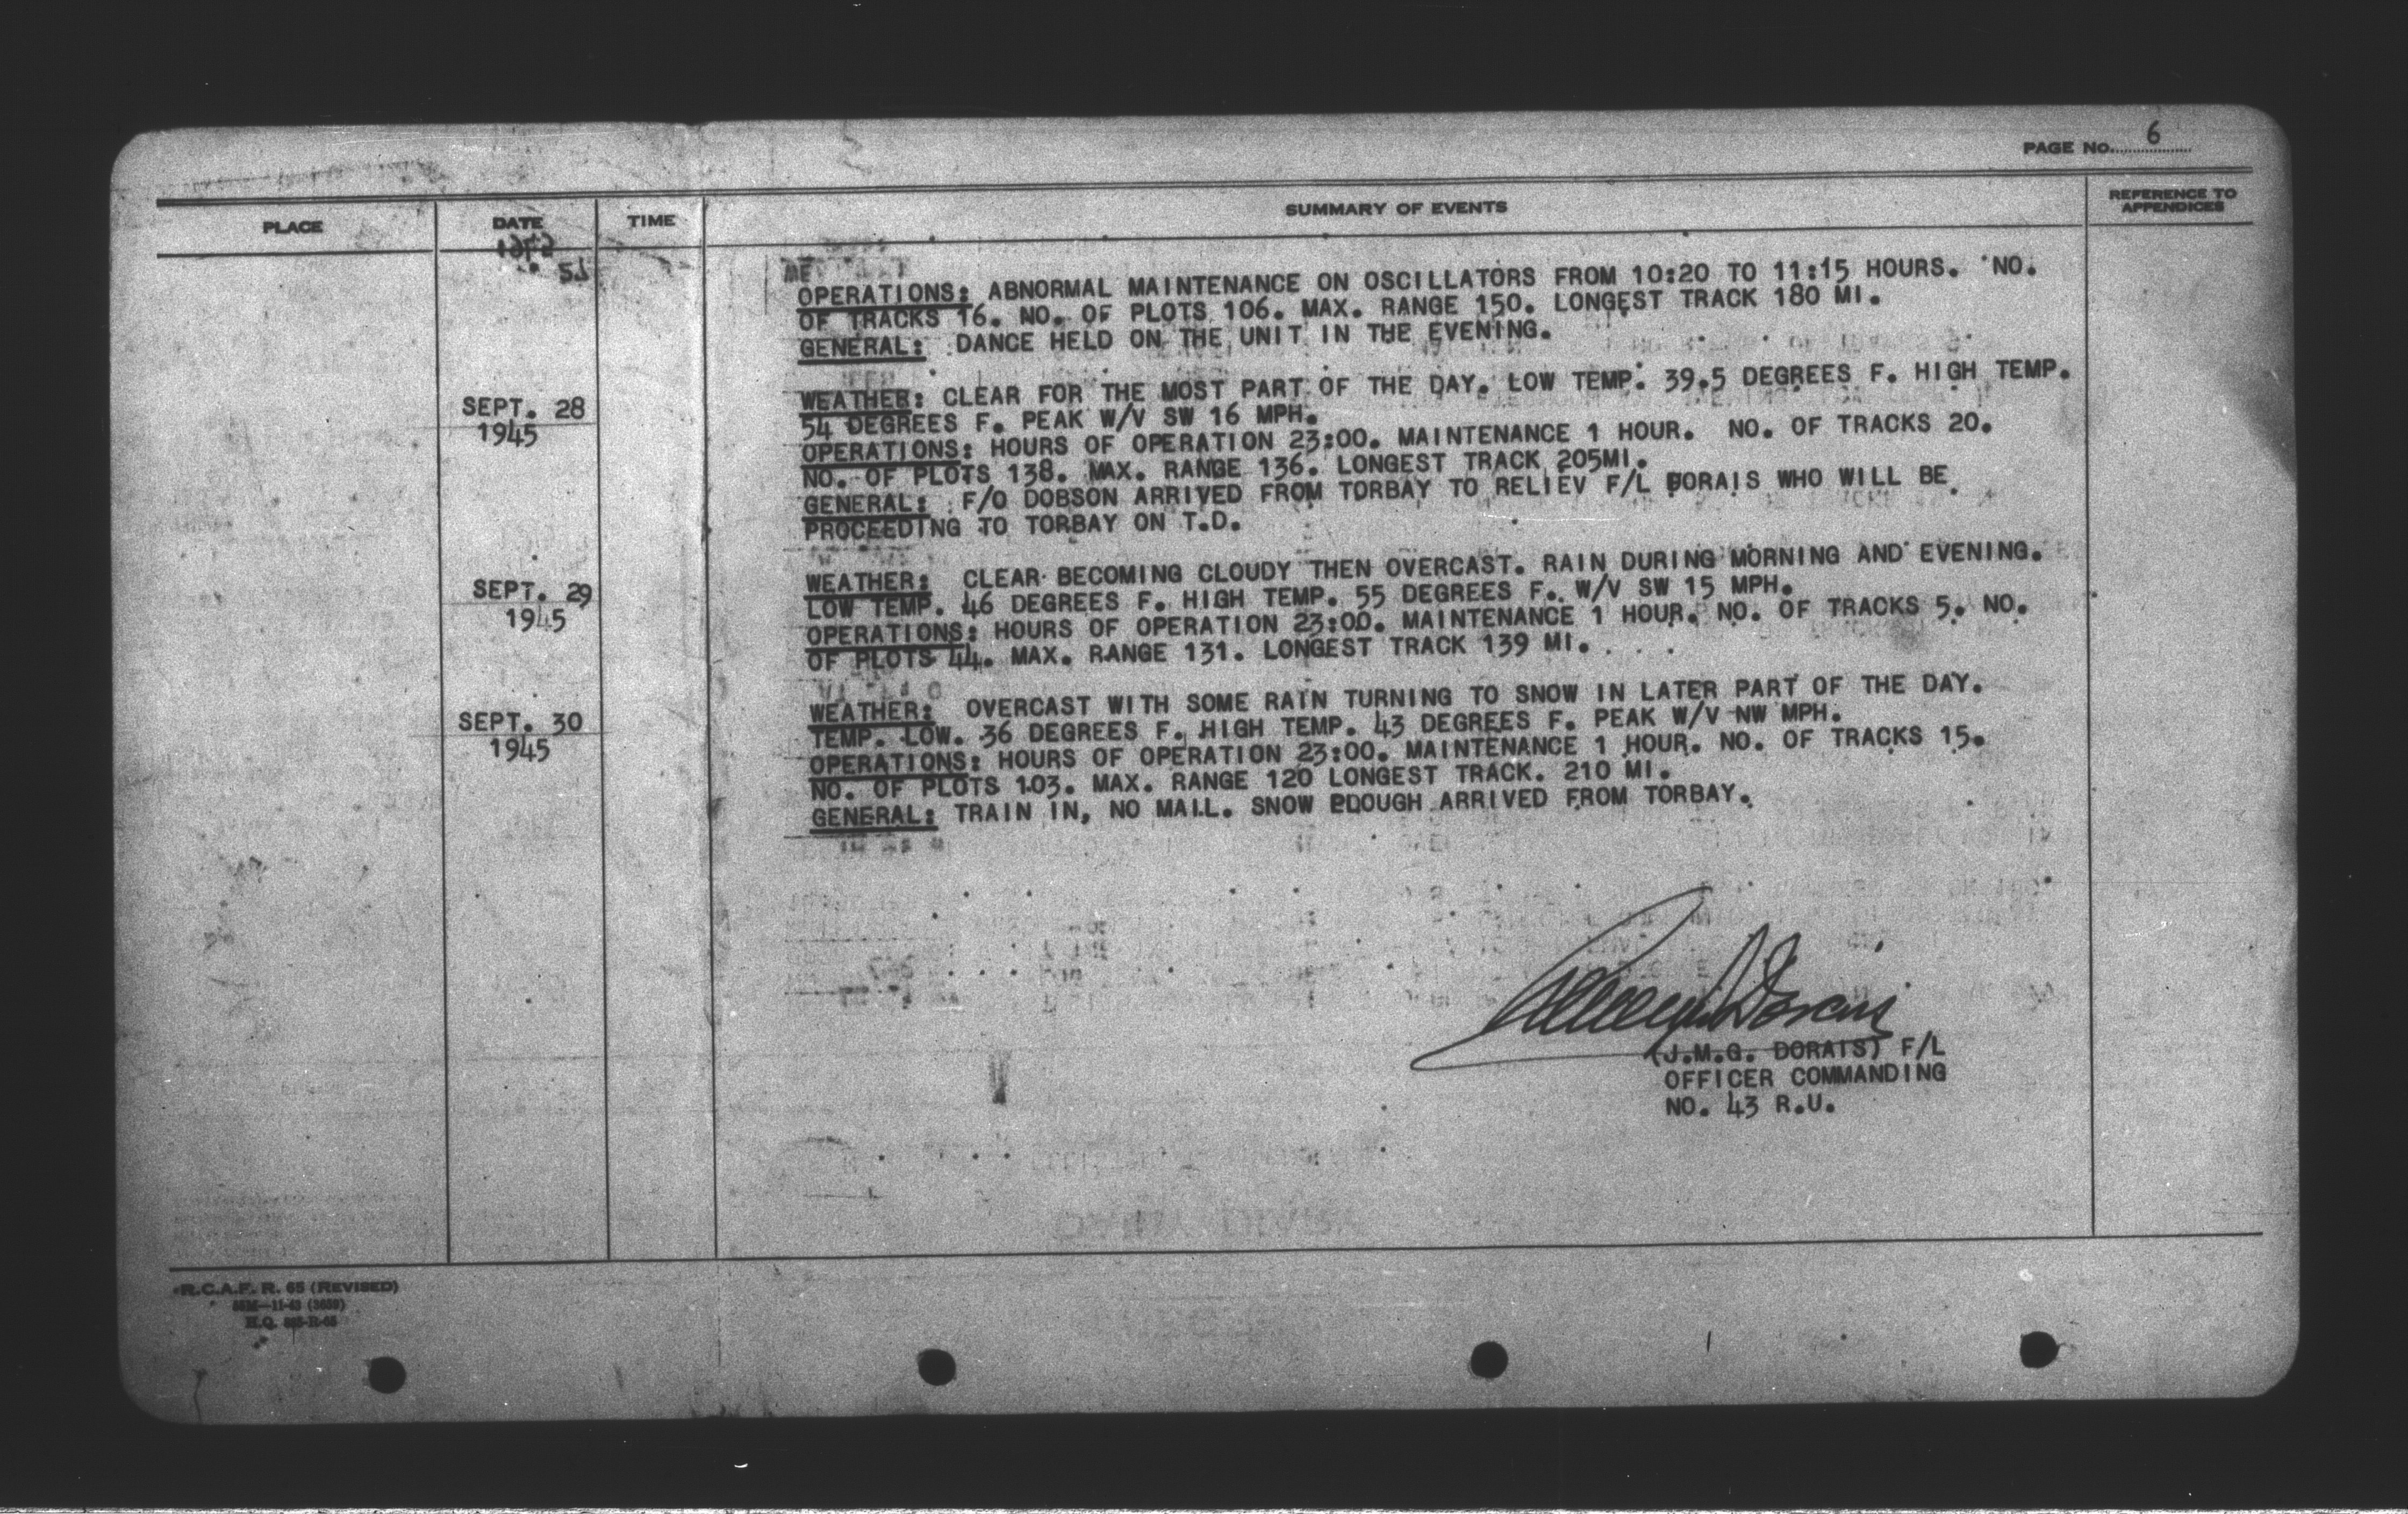 PAGE No. 6
PLACE
DATE
TIME
SUMMARY OF EVENTS
REFERENCE TO
APPENDICES
OPERATIONS: ABNORMAL MAINTENANCE ON OSCILLATORS FROM 10:20 TO 11:15 HOURS. NO.
OF TRACKS 16. NO. OF PLOTS 106. MAX. RANGE 150. LONGEST TRACK 180 MI.
GENERAL: DANCE HELD ON THE UNIT IN THE EVENING.
SEPT. 28
1945
WEATHER: CLEAR FOR THE MOST PART OF THE DAY. LOW TEMP. 39.5 DEGREES F. HIGH TEMP.
54 DEGREES F. PEAK W/V SW 16 MPH.
OPERATIONS: HOURS OF OPERATION 23:00. MAINTENANCE 1 HOUR. NO. OF TRACKS 20.
NO. OF PLOTS 138. MAX. RANGE 136. LONGEST TRACK 205MI.
GENERAL: F/O DOBSON ARRIVED FROM TORBAY TO RELIEV F/L DORAIS WHO WILL BE
PROCEEDING TO TORBAY ON T.D.
SEPT. 29
1945
WEATHER: CLEAR BECOMING CLOUDY THEN OVERCAST. RAIN DURING MORNING AND EVENING.
LOW TEMP. 46 DEGREES F. HIGH TEMP. 55 DEGREES F. W/V SW 15 MPH.
OPERATIONS: HOURS OF OPERATION 23:00. MAINTENANCE 1 HOUR. NO. OF TRACKS 5. NO.
OF PLOTS 44. MAX. RANGE 131. LONGEST TRACK 139 MI.
SEPT. 30
1945
WEATHER: OVERCAST WITH SOME RAIN TURNING TO SNOW IN LATER PART OF THE DAY.
TEMP. LOW. 36 DEGREES F. HIGH TEMP. 43 DEGREES F. PEAK W/V NW MPH.
OPERATIONS: HOURS OF OPERATION 23:00. MAINTENANCE 1 HOUR. NO. OF TRACKS 15.
NO. OF PLOTS 103. MAX. RANGE 120 LONGEST TRACK. 210 MI.
GENERAL: TRAIN IN, NO MAIL. SNOW PLOUGH ARRIVED FROM TORBAY.
Dorais
(J.M.G. DORAIS) F/L
OFFICER COMMANDING
NO. 43 R.U.
R.C.A.F. R. 65 (REVISED)
H.Q.